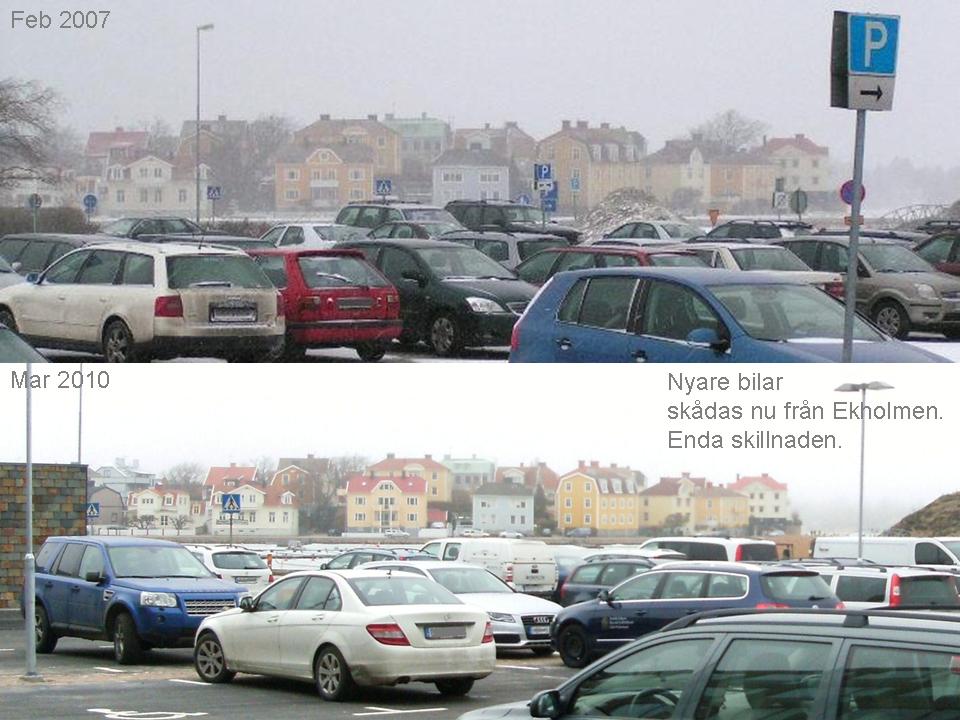 Feb 2007
P
Mar 2010
Nyare bilar
skådas nu från Ekholmen.
Enda skillnaden.